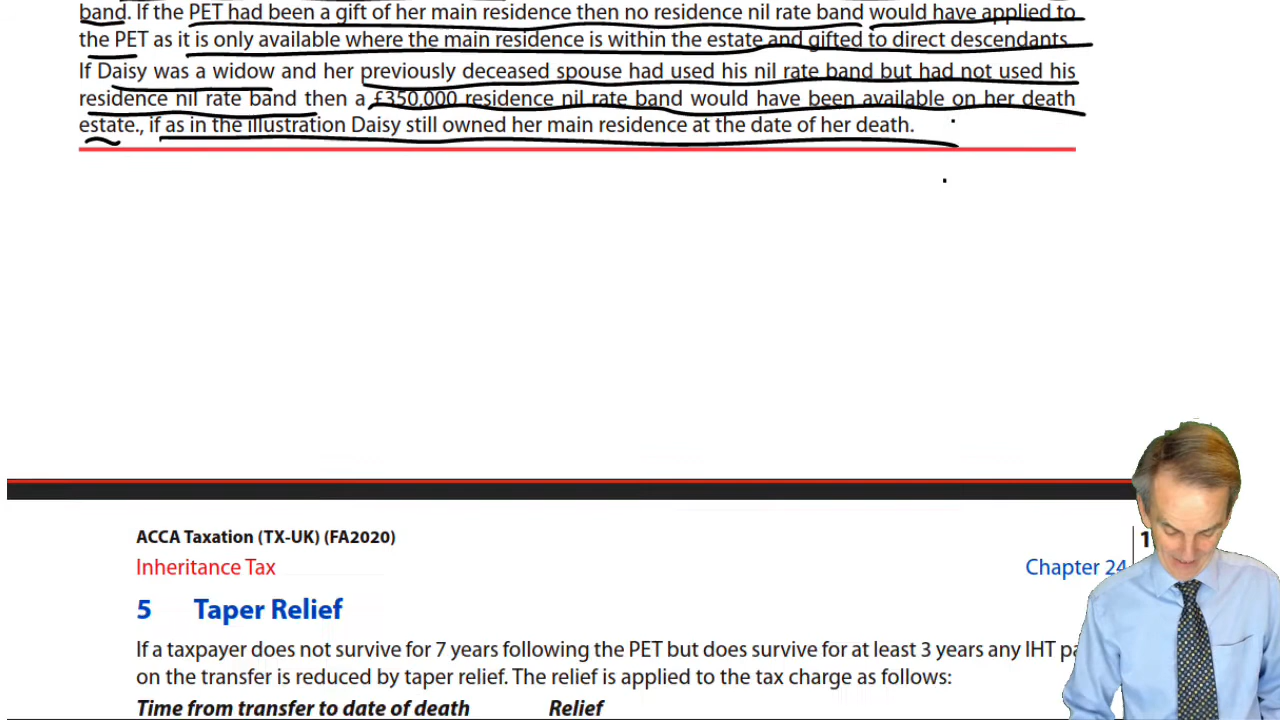 band. If the PET had been a gift of her main residence then no residence nil rate band would have applied to
the PET as it is only available where the main residence is within the estate and gifted to direct descendants.
If Daisy was a widow and her previously deceased spouse had used his nil rate band but had not used his
residence nil rate band then a £350,000 residence nil rate band would have been available on her death
estate., if as in the illustration Daisy still owned her main residence at the date of her death.
ACCA Taxation (TX-UK) (FA2020)
Inheritance Tax
Chapter 24
5 Taper Relief
If a taxpayer does not survive for 7 years following the PET but does survive for at least 3 years any IHT
on the transfer is reduced by taper relief. The relief is applied to the tax charge as follows:
Time from transfer to date of death Relief